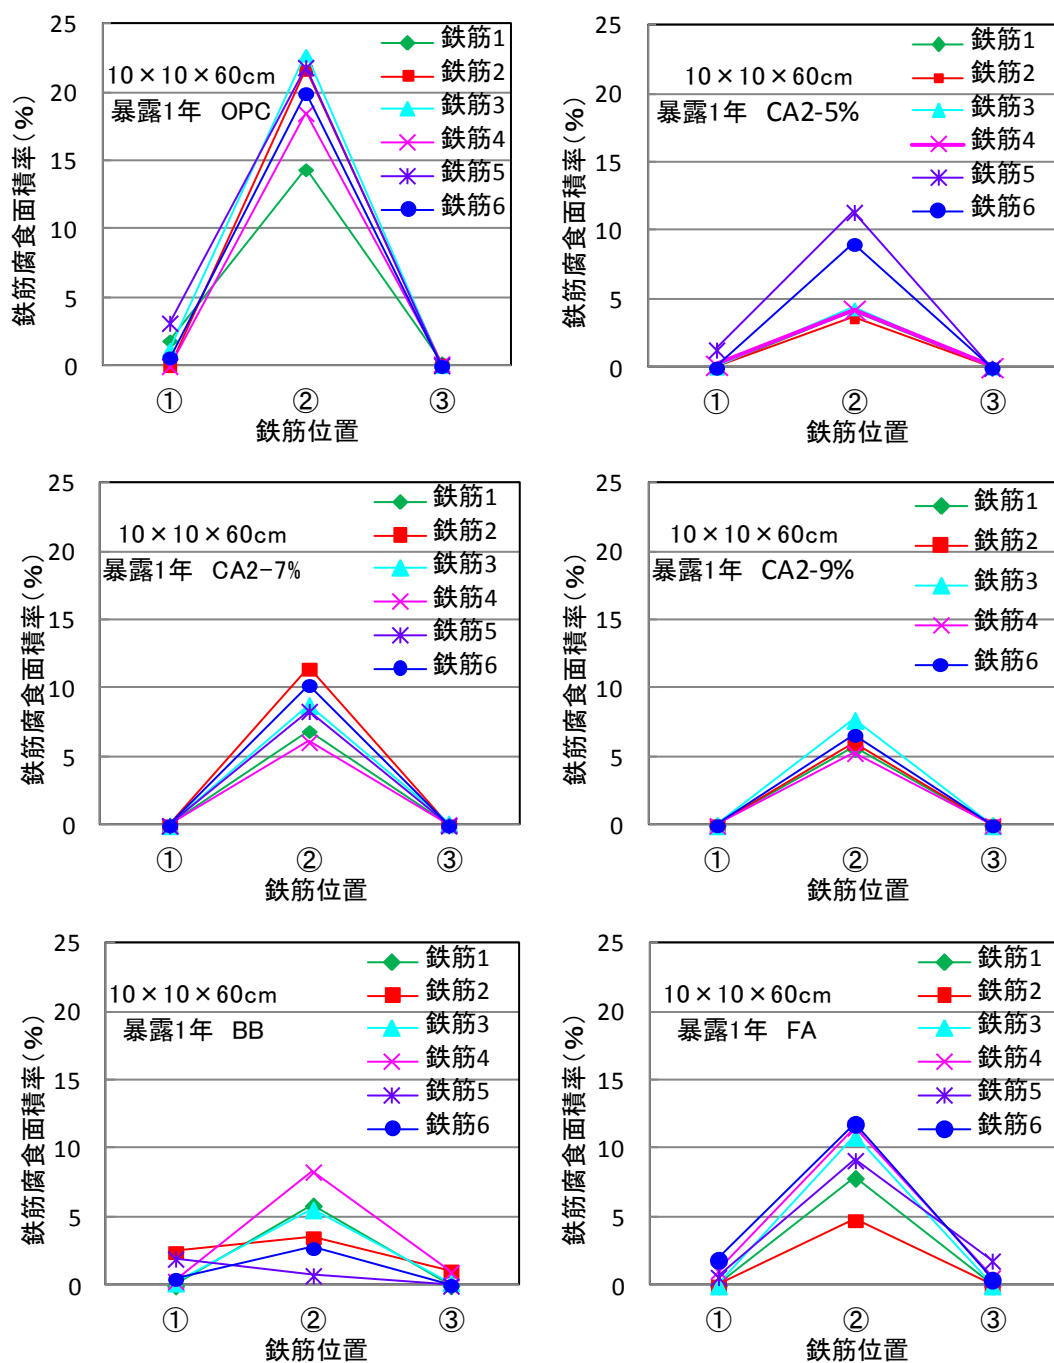 鉄筋腐食面積率(%)
25
20
15
10
5
0
10×10×60cm
暴露1年 OPC
鉄筋1
鉄筋2
鉄筋3
鉄筋4
鉄筋5
鉄筋6
① ② ③
鉄筋位置
鉄筋腐食面積率(%)
25
20
15
10
5
0
10×10×60cm
暴露1年 CA2-5%
鉄筋1
鉄筋2
鉄筋3
鉄筋4
鉄筋5
鉄筋6
① ② ③
鉄筋位置
鉄筋腐食面積率(%)
25
20
15
10
5
0
10×10×60cm
暴露1年 CA2-7%
鉄筋1
鉄筋2
鉄筋3
鉄筋4
鉄筋5
鉄筋6
① ② ③
鉄筋位置
鉄筋腐食面積率(%)
25
20
15
10
5
0
10×10×60cm
暴露1年 CA2-9%
鉄筋1
鉄筋2
鉄筋3
鉄筋4
鉄筋6
① ② ③
鉄筋位置
鉄筋腐食面積率(%)
25
20
15
10
5
0
10×10×60cm
暴露1年 BB
鉄筋1
鉄筋2
鉄筋3
鉄筋4
鉄筋5
鉄筋6
① ② ③
鉄筋位置
鉄筋腐食面積率(%)
25
20
15
10
5
0
10×10×60cm
暴露1年 FA
鉄筋1
鉄筋2
鉄筋3
鉄筋4
鉄筋5
鉄筋6
① ② ③
鉄筋位置